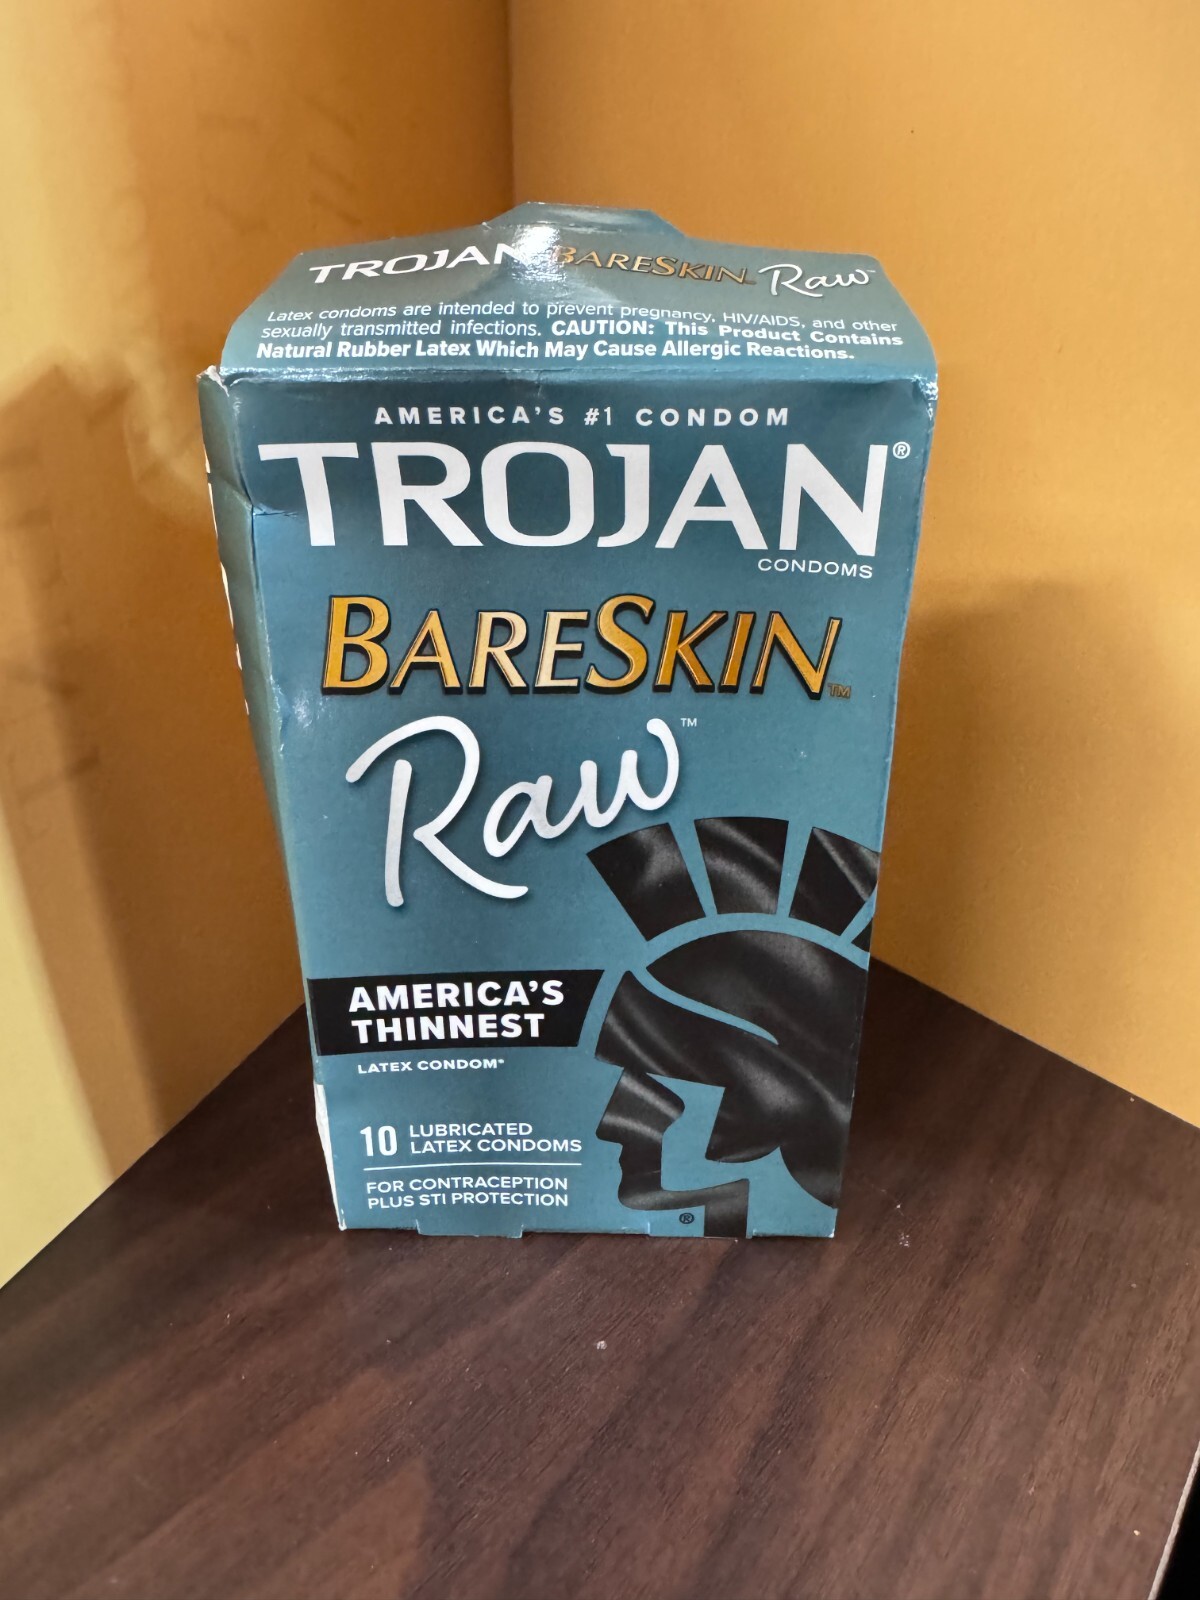 TROJAN BARESKIN™ Raw™
Latex condoms are intended to prevent pregnancy, HIV/AIDS, and other
sexually transmitted infections. CAUTION: This Product Contains
Natural Rubber Latex Which May Cause Allergic Reactions.
AMERICA'S #1 CONDOM
TROJAN®
CONDOMS
BARESKIN™
Raw™
AMERICA'S
THINNEST
LATEX CONDOM*
10 LUBRICATED
LATEX CONDOMS
FOR CONTRACEPTION
PLUS STI PROTECTION
®